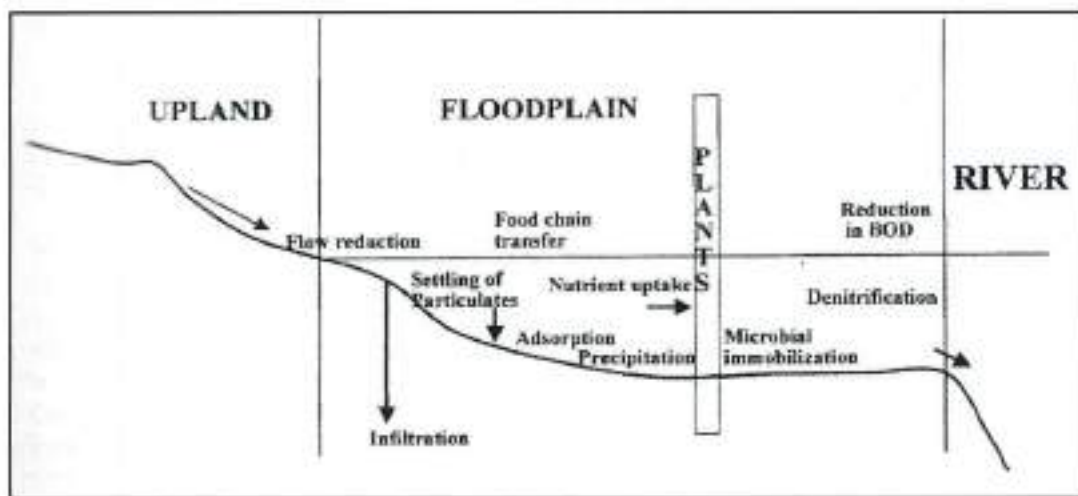 UPLAND
FLOODPLAIN
PLANTS
RIVER
Flow reduction
Food chain
transfer
Reduction
in BOD
Settling of
Particulates
Nutrient uptake
Denitrification
Adsorption
Precipitation
Microbial
immobilization
Infiltration